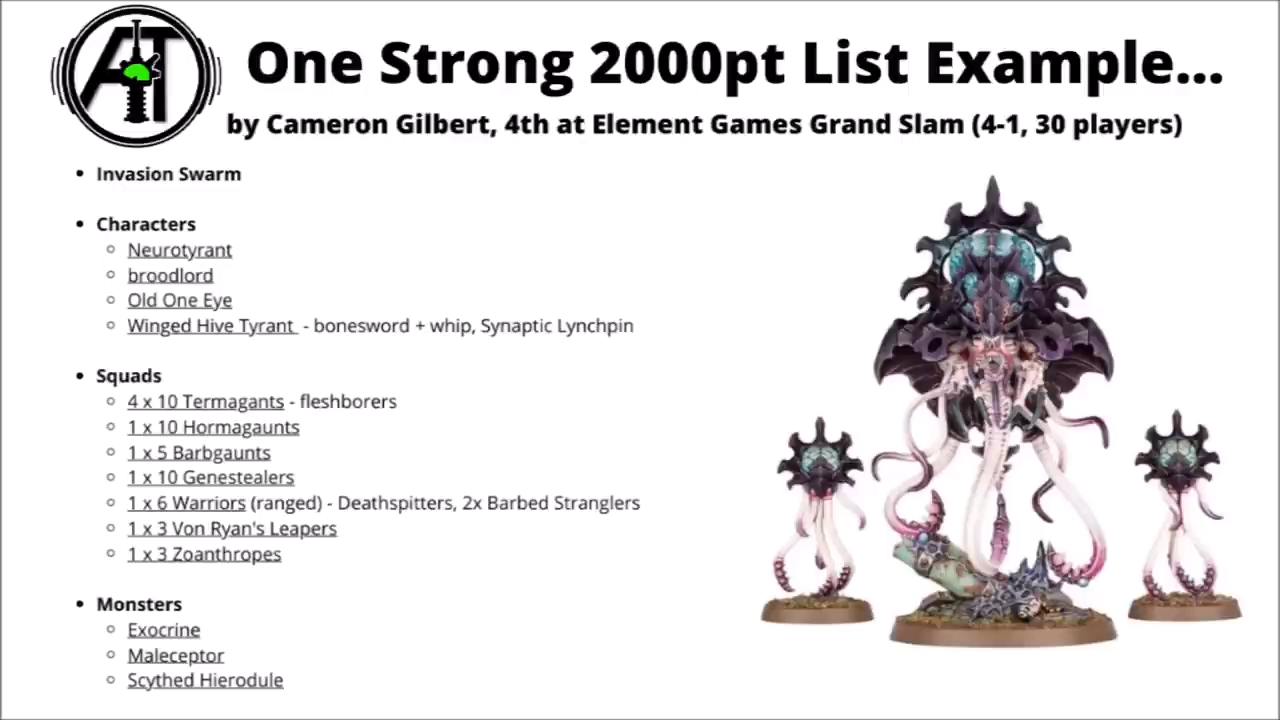 AT
One Strong 2000pt List Example...
by Cameron Gilbert, 4th at Element Games Grand Slam (4-1, 30 players)
• Invasion Swarm
• Characters
○ Neurotyrant
○ broodlord
○ Old One Eye
○ Winged Hive Tyrant - bonesword + whip, Synaptic Lynchpin
• Squads
○ 4 x 10 Termagants - fleshborers
○ 1 x 10 Hormagaunts
○ 1 x 5 Barbgaunts
○ 1 x 10 Genestealers
○ 1 x 6 Warriors (ranged) - Deathspitters, 2x Barbed Stranglers
○ 1 x 3 Von Ryan's Leapers
○ 1 x 3 Zoanthropes
• Monsters
○ Exocrine
○ Maleceptor
○ Scythed Hierodule